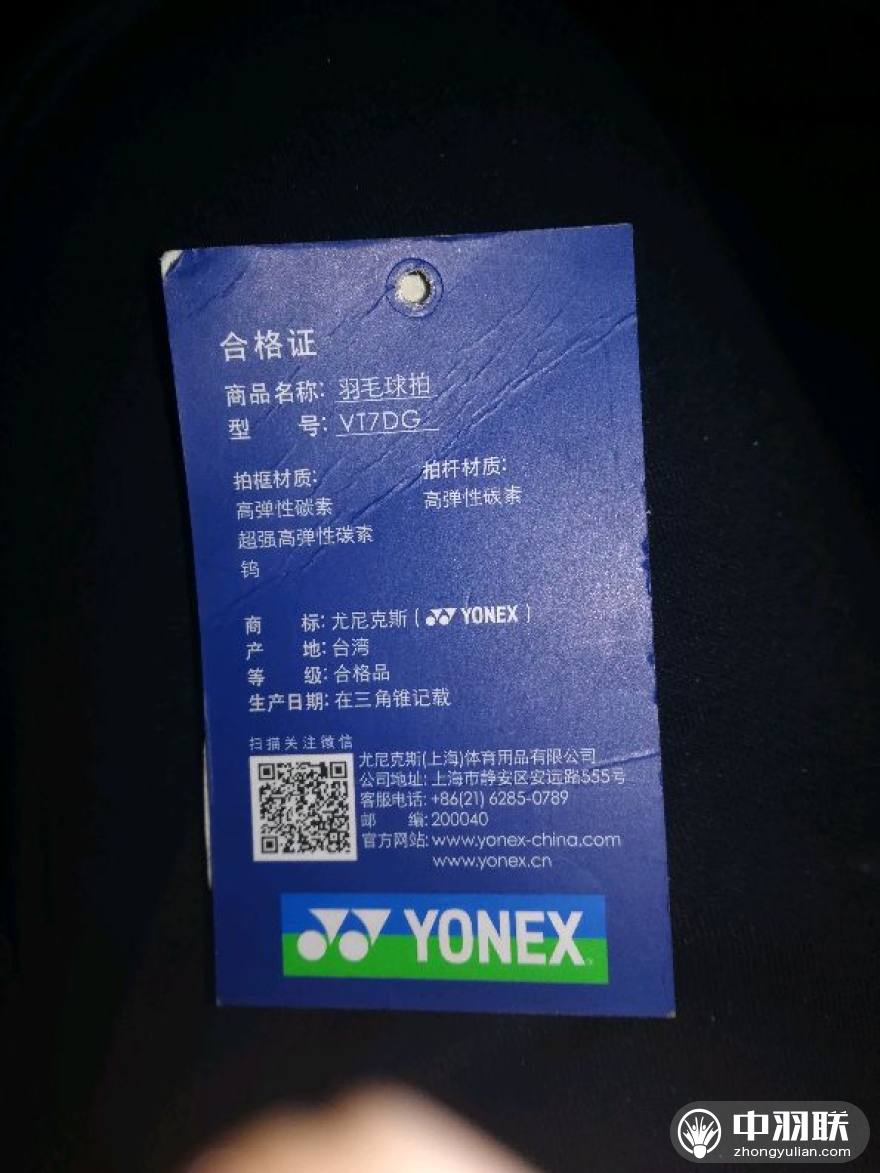 合格证
商品名称: 羽毛球拍
型 号: VT7DG
拍框材质: 拍杆材质:
高弹性碳素 高弹性碳素
超强高弹性碳素
钨
商 标: 尤尼克斯 ( YONEX )
产 地: 台湾
等 级: 合格品
生产日期: 在三角锥记载
扫描关注微信
尤尼克斯(上海)体育用品有限公司
公司地址: 上海市静安区安远路555号
客服电话: +86(21) 6285-0789
邮 编: 200040
官方网站: www.yonex-china.com
www.yonex.cn
YONEX
中羽联
zhongyulian.com